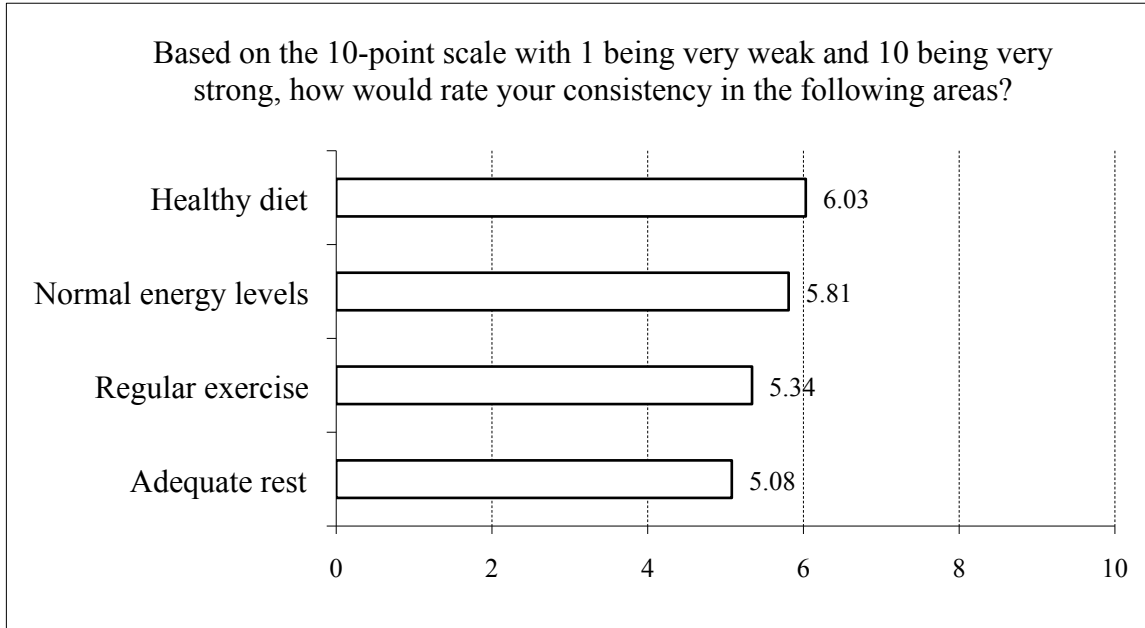 Based on the 10-point scale with 1 being very weak and 10 being very
strong, how would rate your consistency in the following areas?
Healthy diet
6.03
Normal energy levels
5.81
Regular exercise
5.34
Adequate rest
5.08
0 2 4 6 8 10